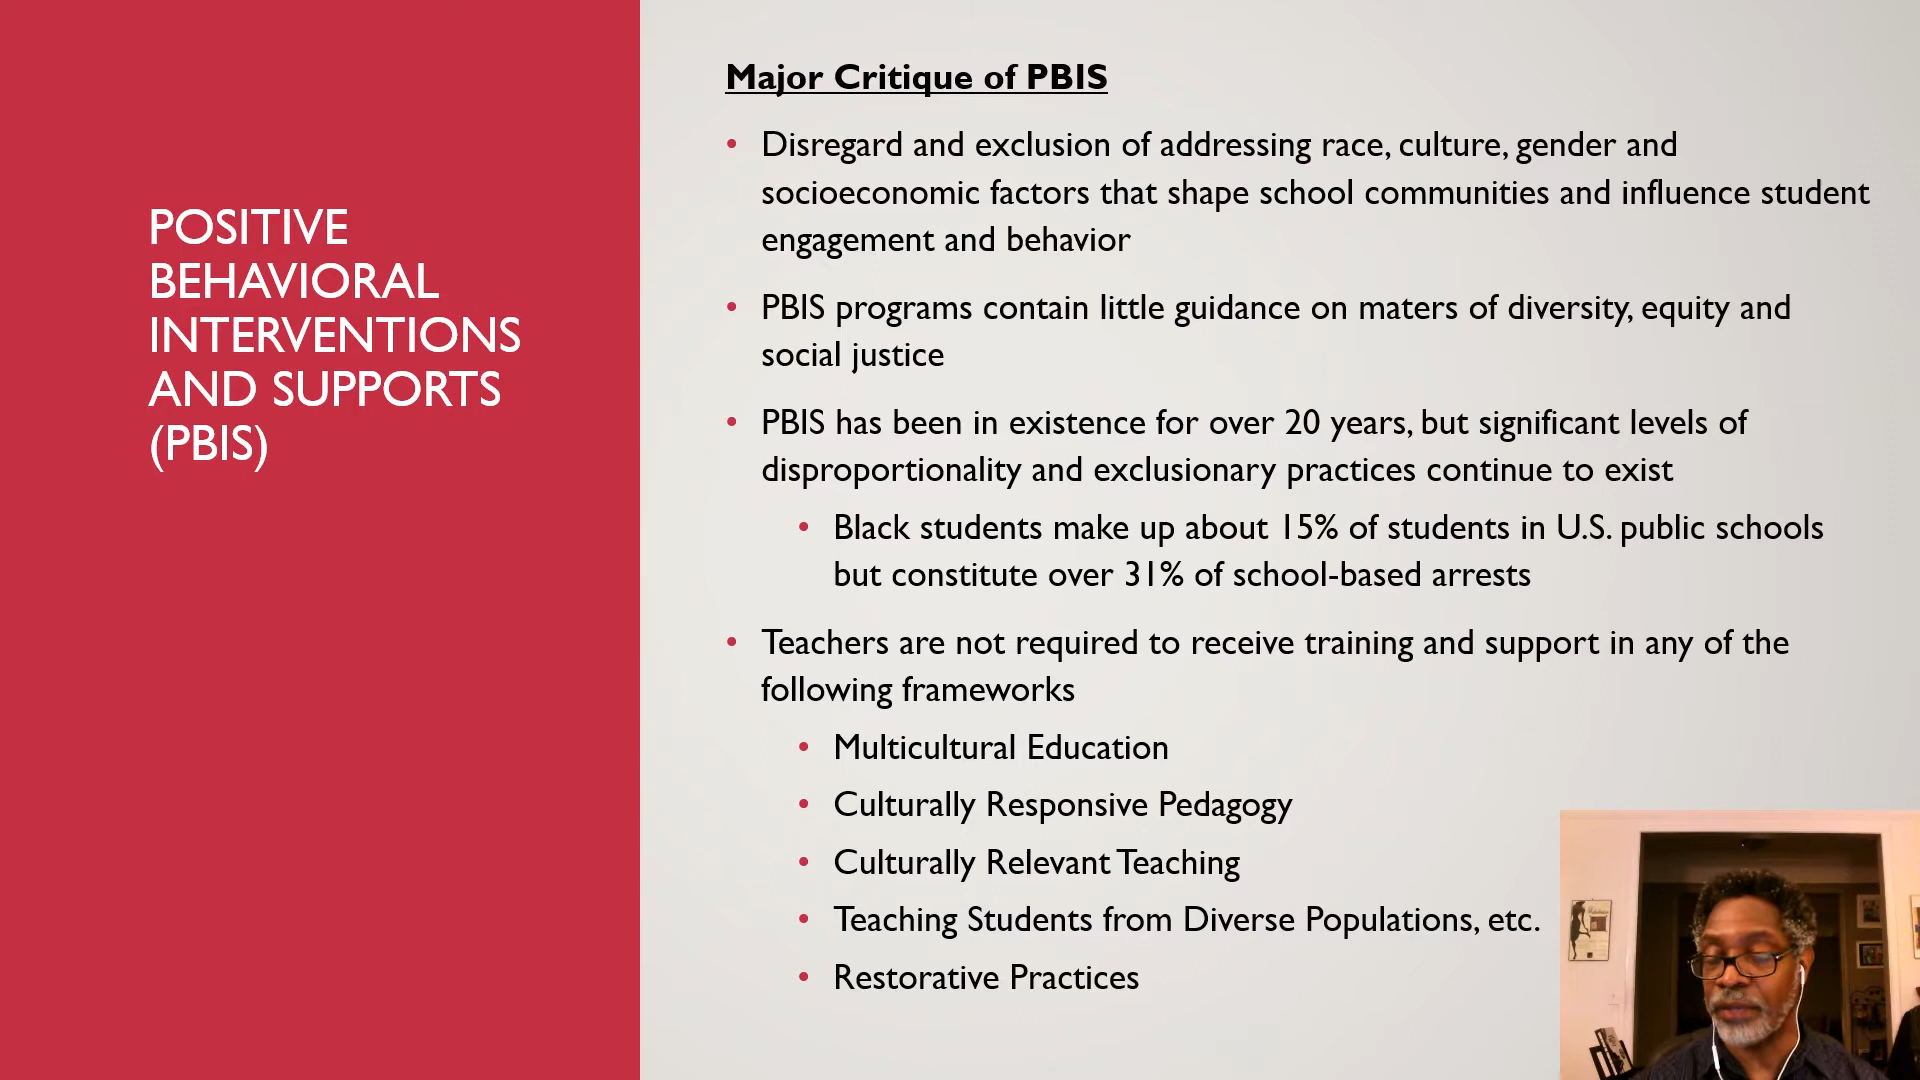 POSITIVE
BEHAVIORAL
INTERVENTIONS
AND SUPPORTS
(PBIS)
Major Critique of PBIS
• Disregard and exclusion of addressing race, culture, gender and
socioeconomic factors that shape school communities and influence student
engagement and behavior
• PBIS programs contain little guidance on maters of diversity, equity and
social justice
• PBIS has been in existence for over 20 years, but significant levels of
disproportionality and exclusionary practices continue to exist
• Black students make up about 15% of students in U.S. public schools
but constitute over 31% of school-based arrests
• Teachers are not required to receive training and support in any of the
following frameworks
• Multicultural Education
• Culturally Responsive Pedagogy
• Culturally Relevant Teaching
• Teaching Students from Diverse Populations, etc.
• Restorative Practices